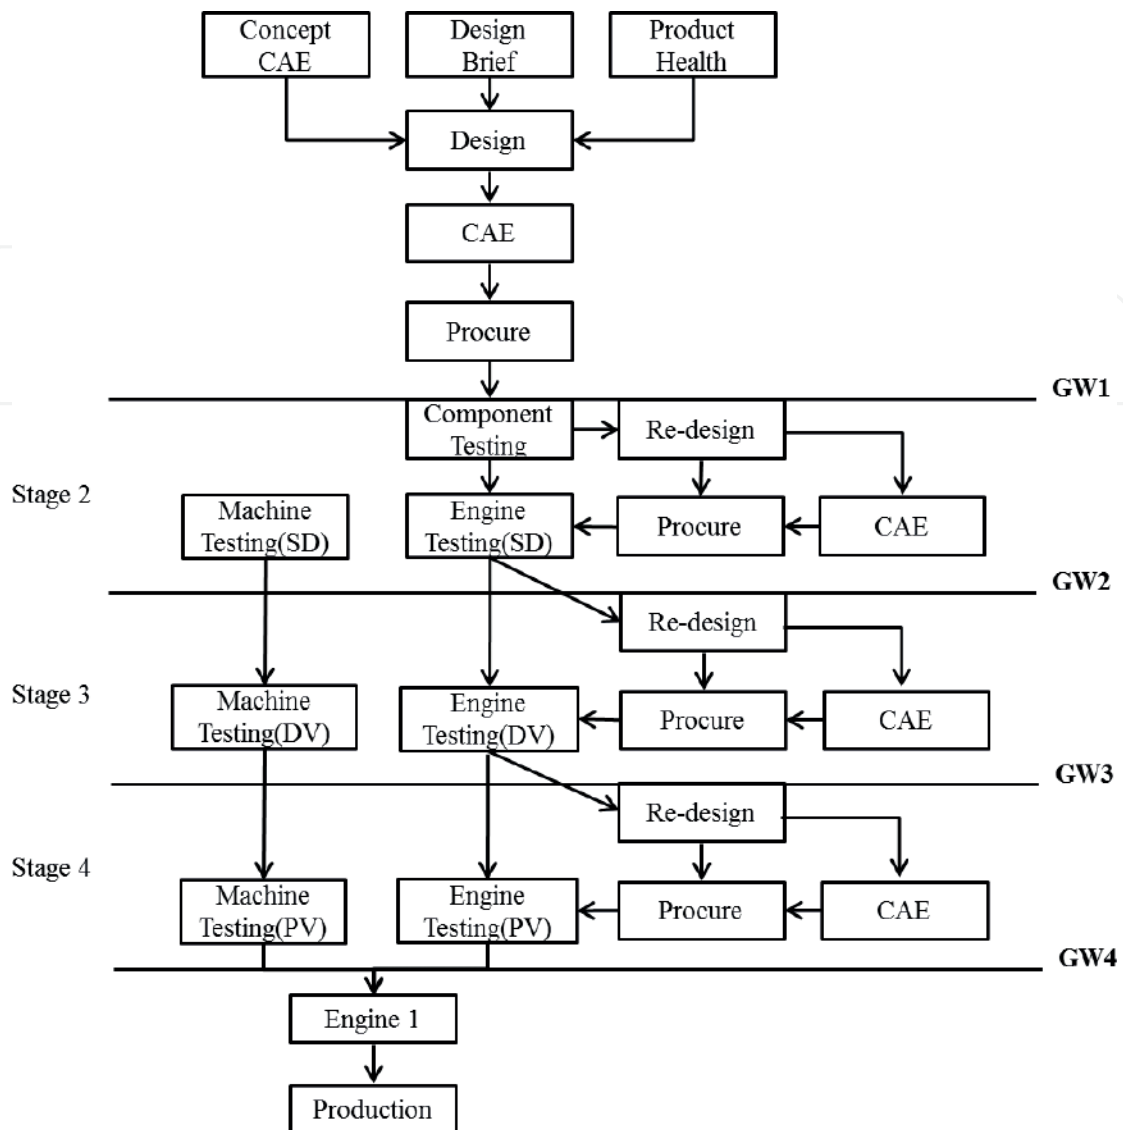 Concept
CAE
Design
Brief
Product
Health
Design
CAE
Procure
GW1
Component
Testing
Re-design
Stage 2
Machine
Testing(SD)
Engine
Testing(SD)
Procure
CAE
GW2
Re-design
Stage 3
Machine
Testing(DV)
Engine
Testing(DV)
Procure
CAE
GW3
Re-design
Stage 4
Machine
Testing(PV)
Engine
Testing(PV)
Procure
CAE
GW4
Engine 1
Production